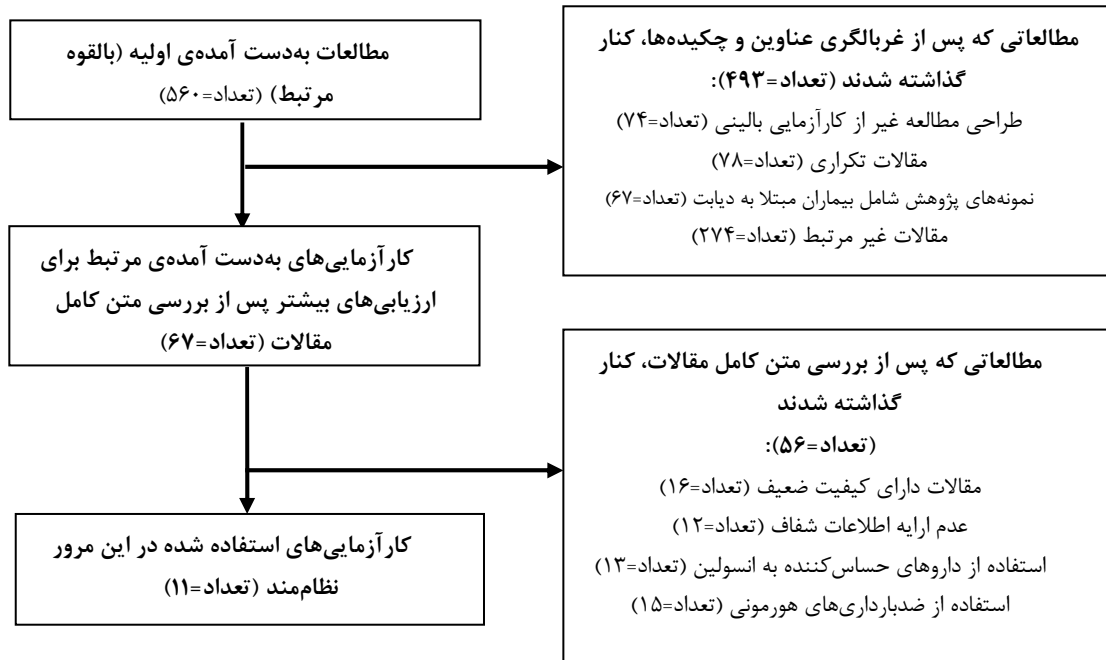 مطالعات به‌دست آمده‌ی اولیه (بالقوه
مرتبط) (تعداد=۵۶۰)
مطالعاتی که پس از غربالگری عناوین و چکیده‌ها، کنار
گذاشته شدند (تعداد=۴۹۳):
طراحی مطالعه غیر از کارآزمایی بالینی (تعداد=۷۴)
مقالات تکراری (تعداد=۷۸)
نمونه‌های پژوهش شامل بیماران مبتلا به دیابت (تعداد=۶۷)
مقالات غیر مرتبط (تعداد=۲۷۴)
کارآزمایی‌های به‌دست آمده‌ی مرتبط برای
ارزیابی‌های بیشتر پس از بررسی متن کامل
مقالات (تعداد=۶۷)
مطالعاتی که پس از بررسی متن کامل مقالات، کنار
گذاشته شدند
(تعداد=۵۶):
مقالات دارای کیفیت ضعیف (تعداد=۱۶)
عدم ارایه اطلاعات شفاف (تعداد=۱۲)
استفاده از داروهای حساس‌کننده به انسولین (تعداد=۱۳)
استفاده از ضدبارداری‌های هورمونی (تعداد=۱۵)
کارآزمایی‌های استفاده شده در این مرور
نظام‌مند (تعداد=۱۱)